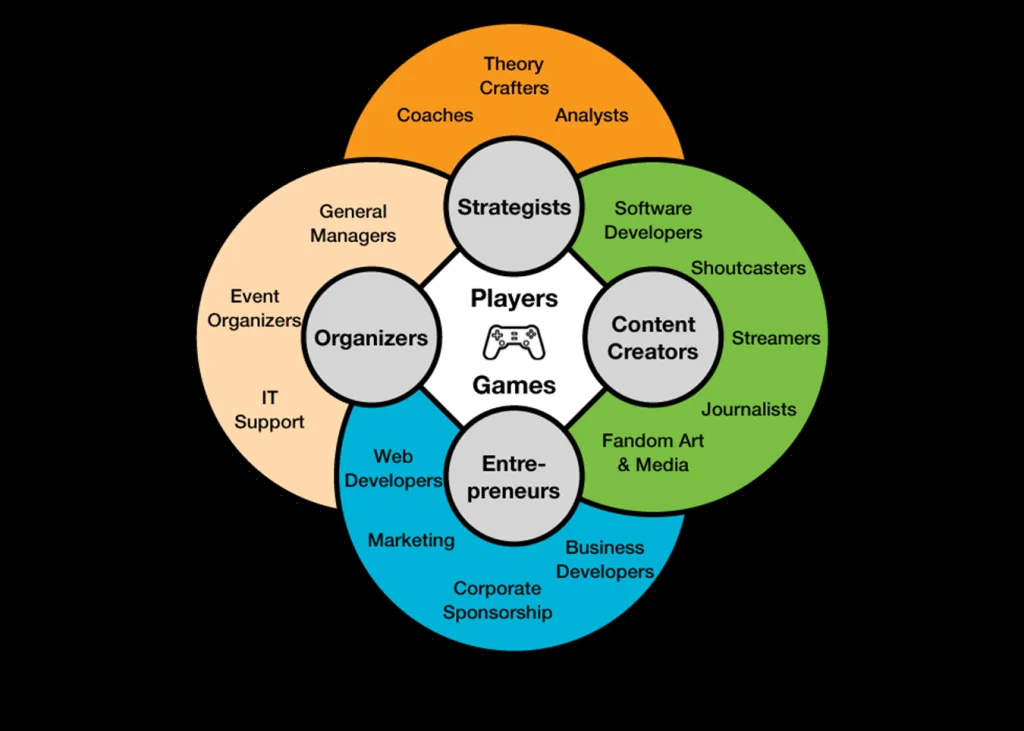 Theory
Crafters
Coaches
Analysts
Strategists
General
Managers
Software
Developers
Shoutcasters
Event
Organizers
Organizers
Players
Games
Content
Creators
Streamers
IT
Support
Journalists
Fandom Art
& Media
Web
Developers
Entre-
preneurs
Marketing
Business
Developers
Corporate
Sponsorship